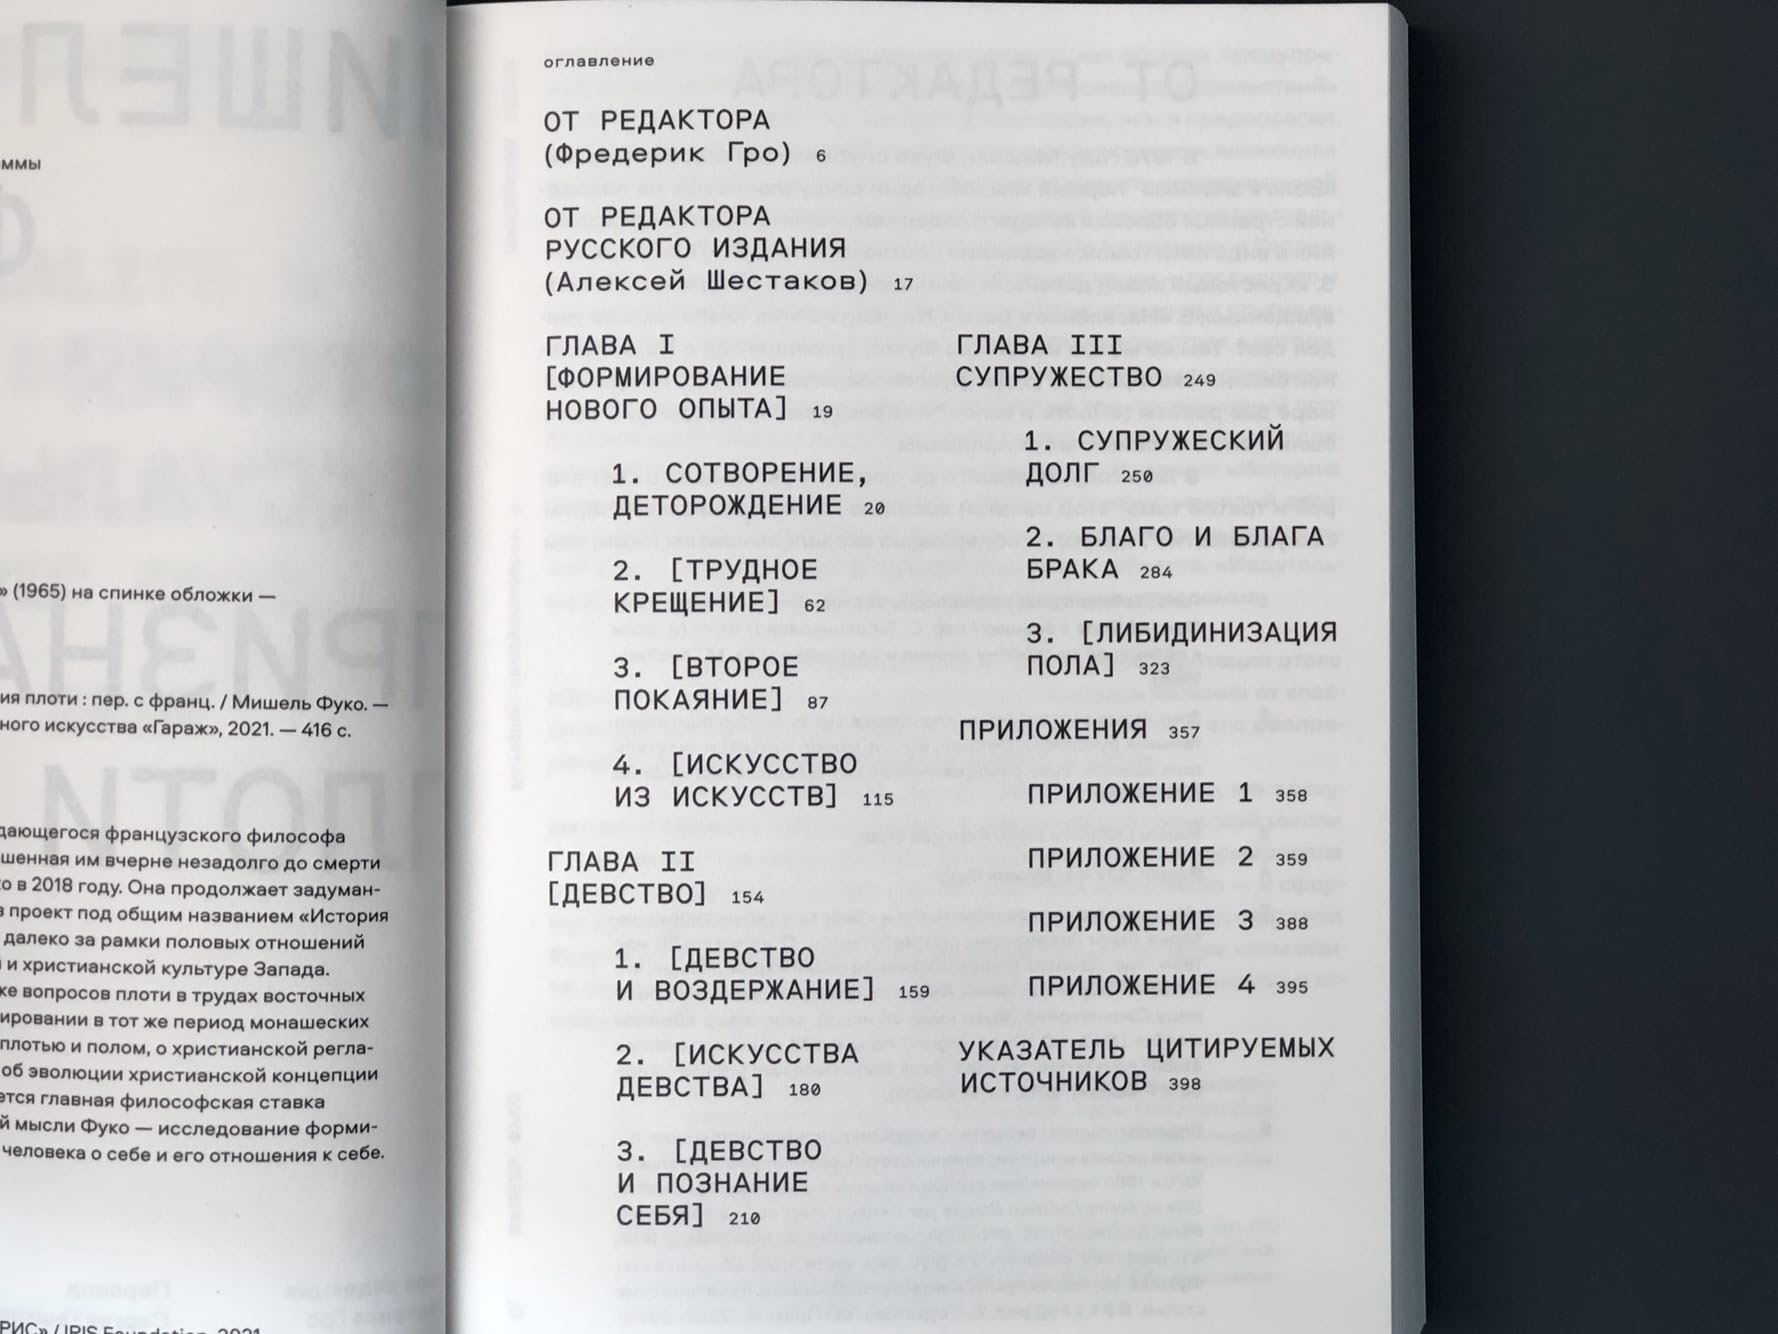 ммы
» (1965) на спинке обложки —
ия плоти : пер. с франц. / Мишель Фуко. —
ного искусства «Гараж», 2021. — 416 с.
дающегося французского философа
шенная им вчерне незадолго до смерти
о в 2018 году. Она продолжает задуман-
в проект под общим названием «История
далеко за рамки половых отношений
и христианской культуре Запада.
ке вопросов плоти в трудах восточных
ировании в тот же период монашеских
плотью и полом, о христианской регла-
об эволюции христианской концепции
ется главная философская ставка
й мысли Фуко — исследование форми-
человека о себе и его отношения к себе.
РИС» / IRIS Foundation, 2021
оглавление
ОТ РЕДАКТОРА
(Фредерик Гро) 6
ОТ РЕДАКТОРА
РУССКОГО ИЗДАНИЯ
(Алексей Шестаков) 17
ГЛАВА I
[ФОРМИРОВАНИЕ
НОВОГО ОПЫТА] 19
1. СОТВОРЕНИЕ,
ДЕТОРОЖДЕНИЕ 20
2. [ТРУДНОЕ
КРЕЩЕНИЕ] 62
3. [ВТОРОЕ
ПОКАЯНИЕ] 87
4. [ИСКУССТВО
ИЗ ИСКУССТВ] 115
ГЛАВА II
[ДЕВСТВО] 154
1. [ДЕВСТВО
И ВОЗДЕРЖАНИЕ] 159
2. [ИСКУССТВА
ДЕВСТВА] 180
3. [ДЕВСТВО
И ПОЗНАНИЕ
СЕБЯ] 210
ГЛАВА III
СУПРУЖЕСТВО 249
1. СУПРУЖЕСКИЙ
ДОЛГ 250
2. БЛАГО И БЛАГА
БРАКА 284
3. [ЛИБИДИНИЗАЦИЯ
ПОЛА] 323
ПРИЛОЖЕНИЯ 357
ПРИЛОЖЕНИЕ 1 358
ПРИЛОЖЕНИЕ 2 359
ПРИЛОЖЕНИЕ 3 388
ПРИЛОЖЕНИЕ 4 395
УКАЗАТЕЛЬ ЦИТИРУЕМЫХ
ИСТОЧНИКОВ 398